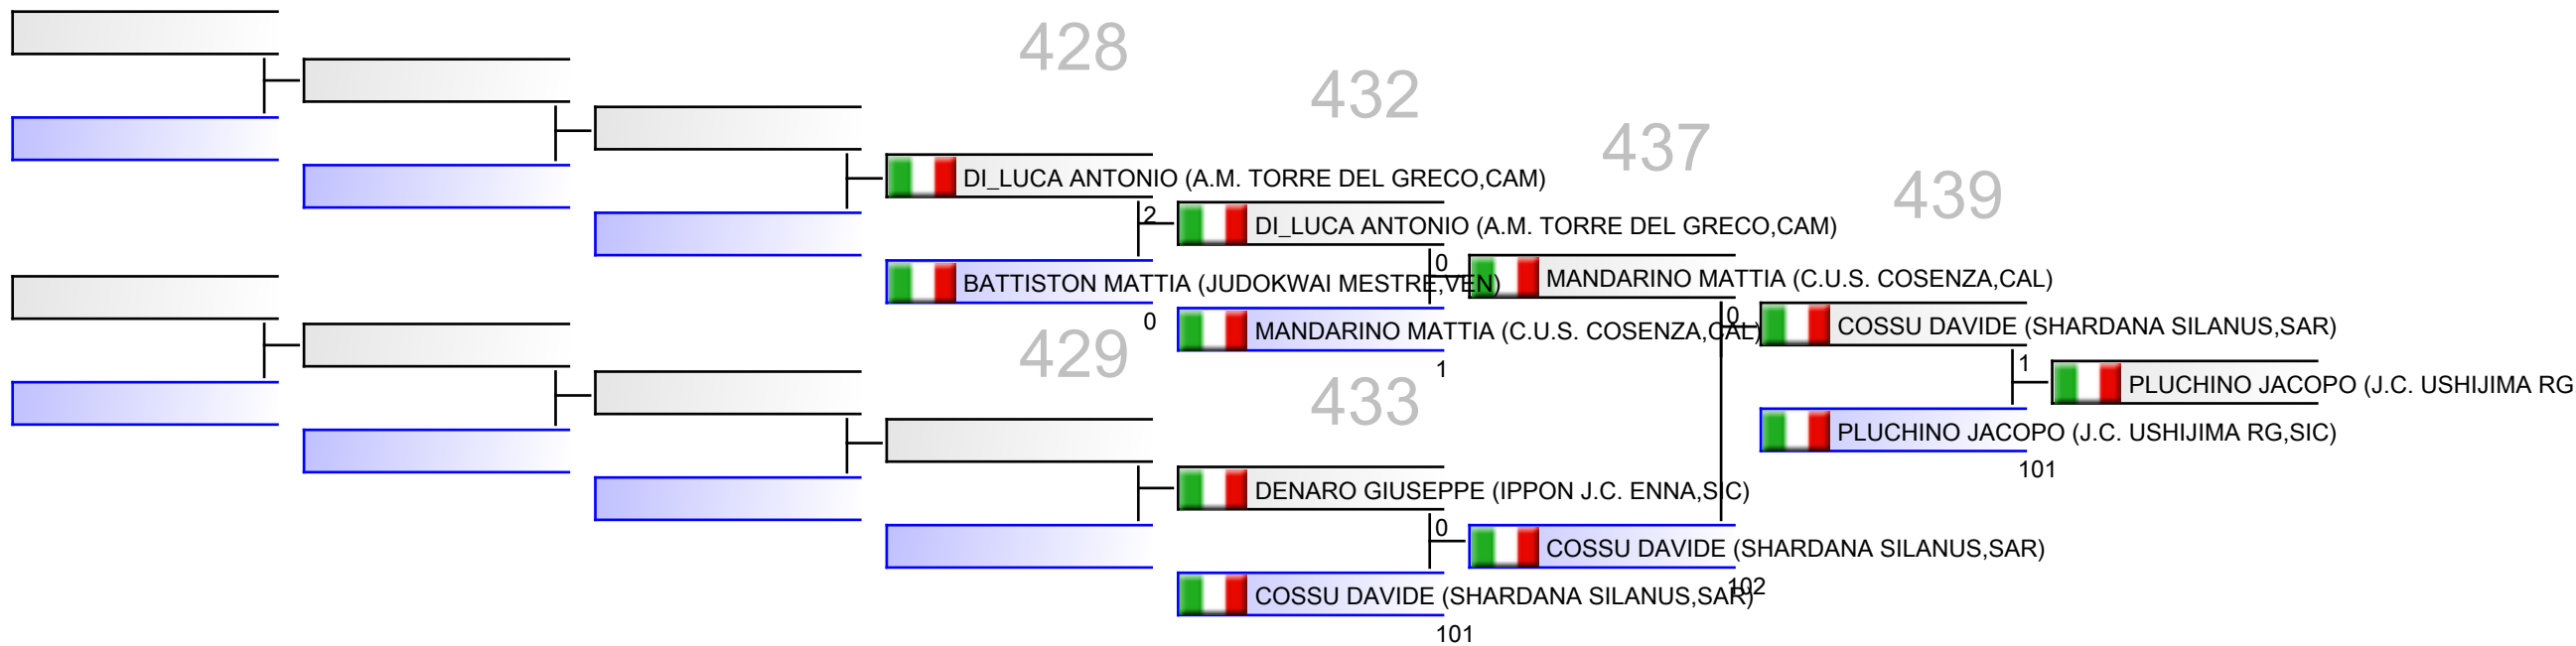 428
432
437
439
DI_LUCA ANTONIO (A.M. TORRE DEL GRECO,CAM)
2
DI_LUCA ANTONIO (A.M. TORRE DEL GRECO,CAM)
BATTISTON MATTIA (JUDOKWAI MESTRE,VEN)
0
0
MANDARINO MATTIA (C.U.S. COSENZA,CAL)
MANDARINO MATTIA (C.U.S. COSENZA,CAL)
1
0
COSSU DAVIDE (SHARDANA SILANUS,SAR)
1
PLUCHINO JACOPO (J.C. USHIJIMA RG
PLUCHINO JACOPO (J.C. USHIJIMA RG,SIC)
101
429
433
DENARO GIUSEPPE (IPPON J.C. ENNA,SIC)
0
COSSU DAVIDE (SHARDANA SILANUS,SAR)
102
COSSU DAVIDE (SHARDANA SILANUS,SAR)
101